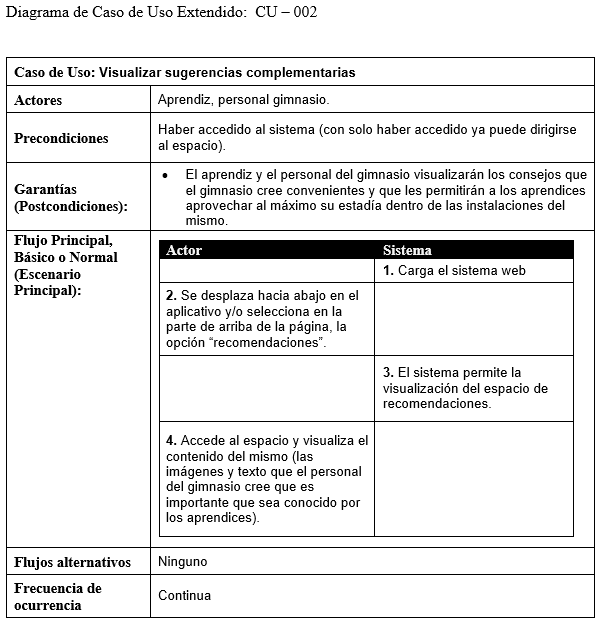 Diagrama de Caso de Uso Extendido:  CU – 002
Caso de Uso: Visualizar sugerencias complementarias
Actores
Aprendiz, personal gimnasio.
Precondiciones
Haber accedido al sistema (con solo haber accedido ya puede dirigirse
al espacio).
Garantías
(Postcondiciones):
• El aprendiz y el personal del gimnasio visualizarán los consejos que
el gimnasio cree convenientes y que les permitirán a los aprendices
aprovechar al máximo su estadía dentro de las instalaciones del
mismo.
Flujo Principal,
Básico o Normal
(Escenario
Principal):
Actor
Sistema
1. Carga el sistema web
2. Se desplaza hacia abajo en el
aplicativo y/o selecciona en la
parte de arriba de la página, la
opción “recomendaciones”.
3. El sistema permite la
visualización del espacio de
recomendaciones.
4. Accede al espacio y visualiza el
contenido del mismo (las
imágenes y texto que el personal
del gimnasio cree que es
importante que sea conocido por
los aprendices).
Flujos alternativos
Ninguno
Frecuencia de
ocurrencia
Continua